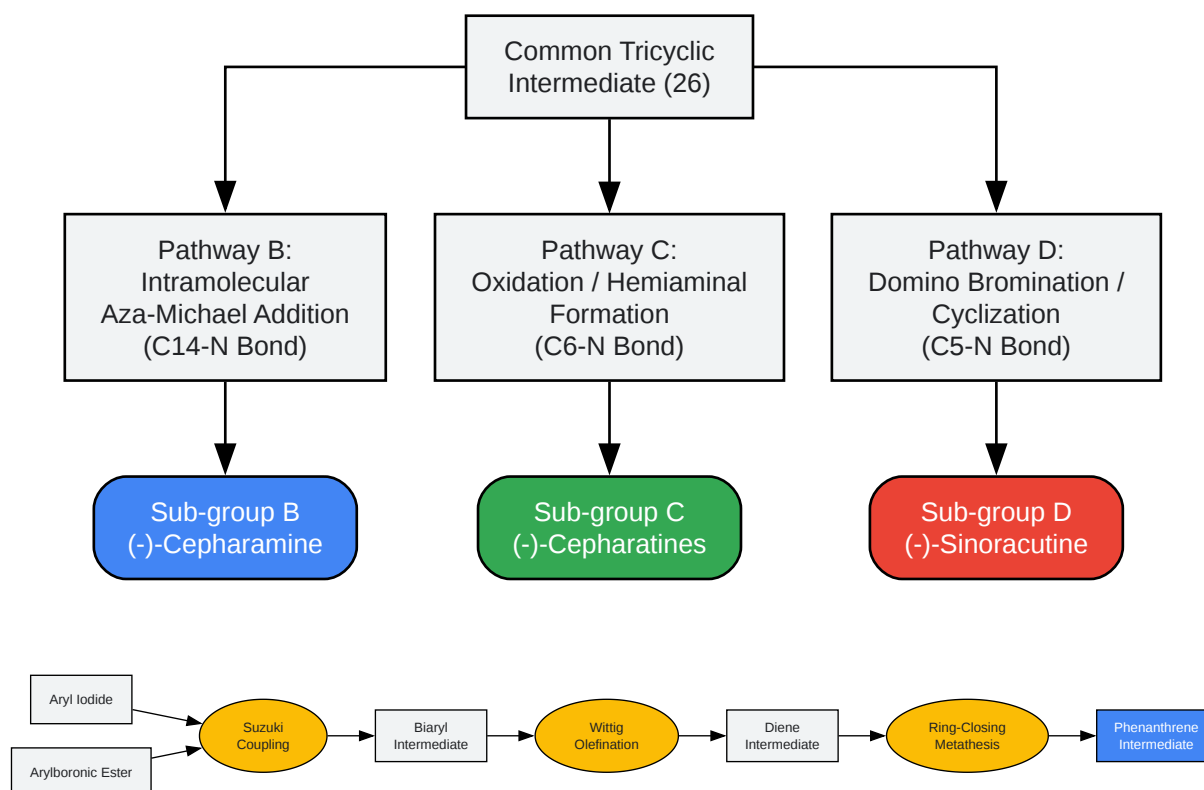 Common Tricyclic
Intermediate (26)
Pathway B:
Intramolecular
Aza-Michael Addition
(C14-N Bond)
Pathway C:
Oxidation / Hemiaminal
Formation
(C6-N Bond)
Pathway D:
Domino Bromination /
Cyclization
(C5-N Bond)
Sub-group B
(-)-Cepharamine
Sub-group C
(-)-Cepharatines
Sub-group D
(-)-Sinoracutine
Aryl Iodide
Arylboronic Ester
Suzuki
Coupling
Biaryl
Intermediate
Wittig
Olefination
Diene
Intermediate
Ring-Closing
Metathesis
Phenanthrene
Intermediate